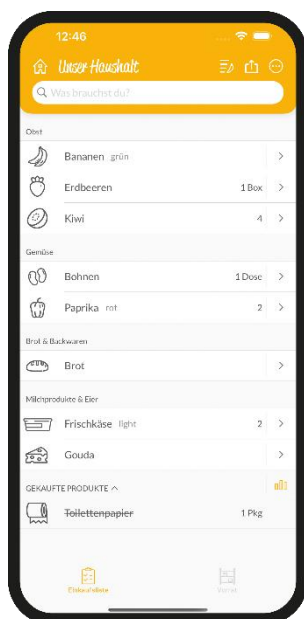 12:46
Unser Haushalt
Was brauchst du?
Obst
Bananen grün
Erdbeeren 1 Box
Kiwi 4
Gemüse
Bohnen 1 Dose
Paprika rot 2
Brot & Backwaren
Brot
Milchprodukte & Eier
Frischkäse light 2
Gouda
GEKAUFTE PRODUKTE
Toilettenpapier 1 Pkg
Einkaufsliste Vorrat